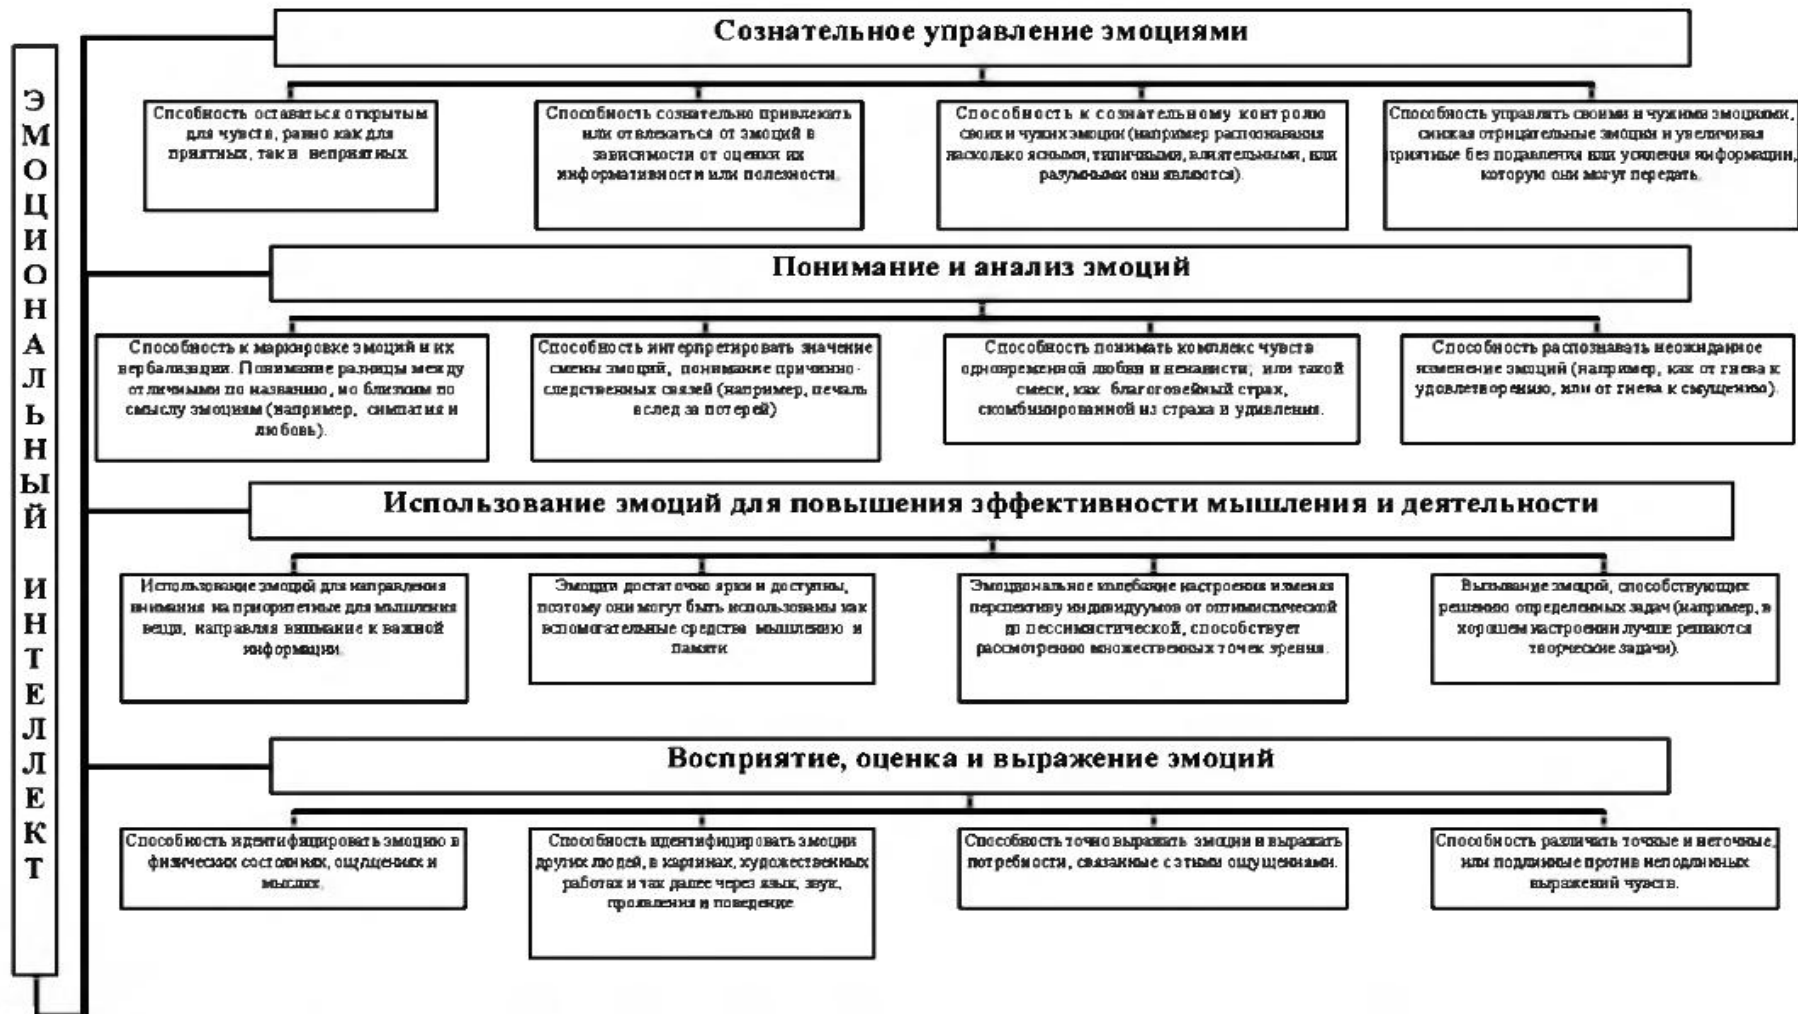 ЭМОЦИОНАЛЬНЫЙ ИНТЕЛЛЕКТ
Сознательное управление эмоциями
Способность оставаться открытым
для чувств, равно как для
приятных, так и неприятных
Способность сознательно привлекать
или отвлекаться от эмоций в
зависимости от оценки их
информативности или полезности.
Способность к сознательному контролю
своих и чужих эмоции (например распознавания
насколько ясными, типичными, влиятельными, или
разумными они являются).
Способность управлять своими и чужими эмоциями,
снижая отрицательные эмоции и увеличивая
приятные без подавления или усиления информации,
которую они могут передать.
Понимание и анализ эмоций
Способность к маркировке эмоций и их
вербализации. Понимание разницы между
отличными по названию, но близким по
смыслу эмоциям (например, симпатия и
любовь).
Способность интерпретировать значение
смены эмоций, понимание причинно-
следственных связей (например, печаль
вслед за потерей)
Способность понимать комплекс чувств
одновременной любви и ненависти; или такой
смеси, как благоговейный страх,
скомбинированной из страха и удивления.
Способность распознавать неожиданное
изменение эмоций (например, как от гнева к
удовлетворению, или от гнева к смущению).
Использование эмоций для повышения эффективности мышления и деятельности
Использование эмоций для направления
внимания на приоритетные для мышления
вещи, направляя внимание к важной
информации.
Эмоции достаточно ярки и доступны,
поэтому они могут быть использованы как
вспомогательные средства мышлению и
памяти
Эмоциональное колебание настроения изменяя
перспективу индивидуумов от оптимистической
до пессимистической, способствует
рассмотрению множественных точек зрения.
Вызывание эмоций, способствующих
решению определенных задач (например, в
хорошем настроении лучше решаются
творческие задачи).
Восприятие, оценка и выражение эмоций
Способность идентифицировать эмоцию в
физических состояниях, ощущениях и
мыслях.
Способность идентифицировать эмоции
других людей, в картинах, художественных
работах и так далее через язык, звук,
проявления и поведение
Способность точно выражать эмоции и выражать
потребности, связанные с этими ощущениями.
Способность различать точные и неточные,
или подлинные против неподлинных
выражений чувств.